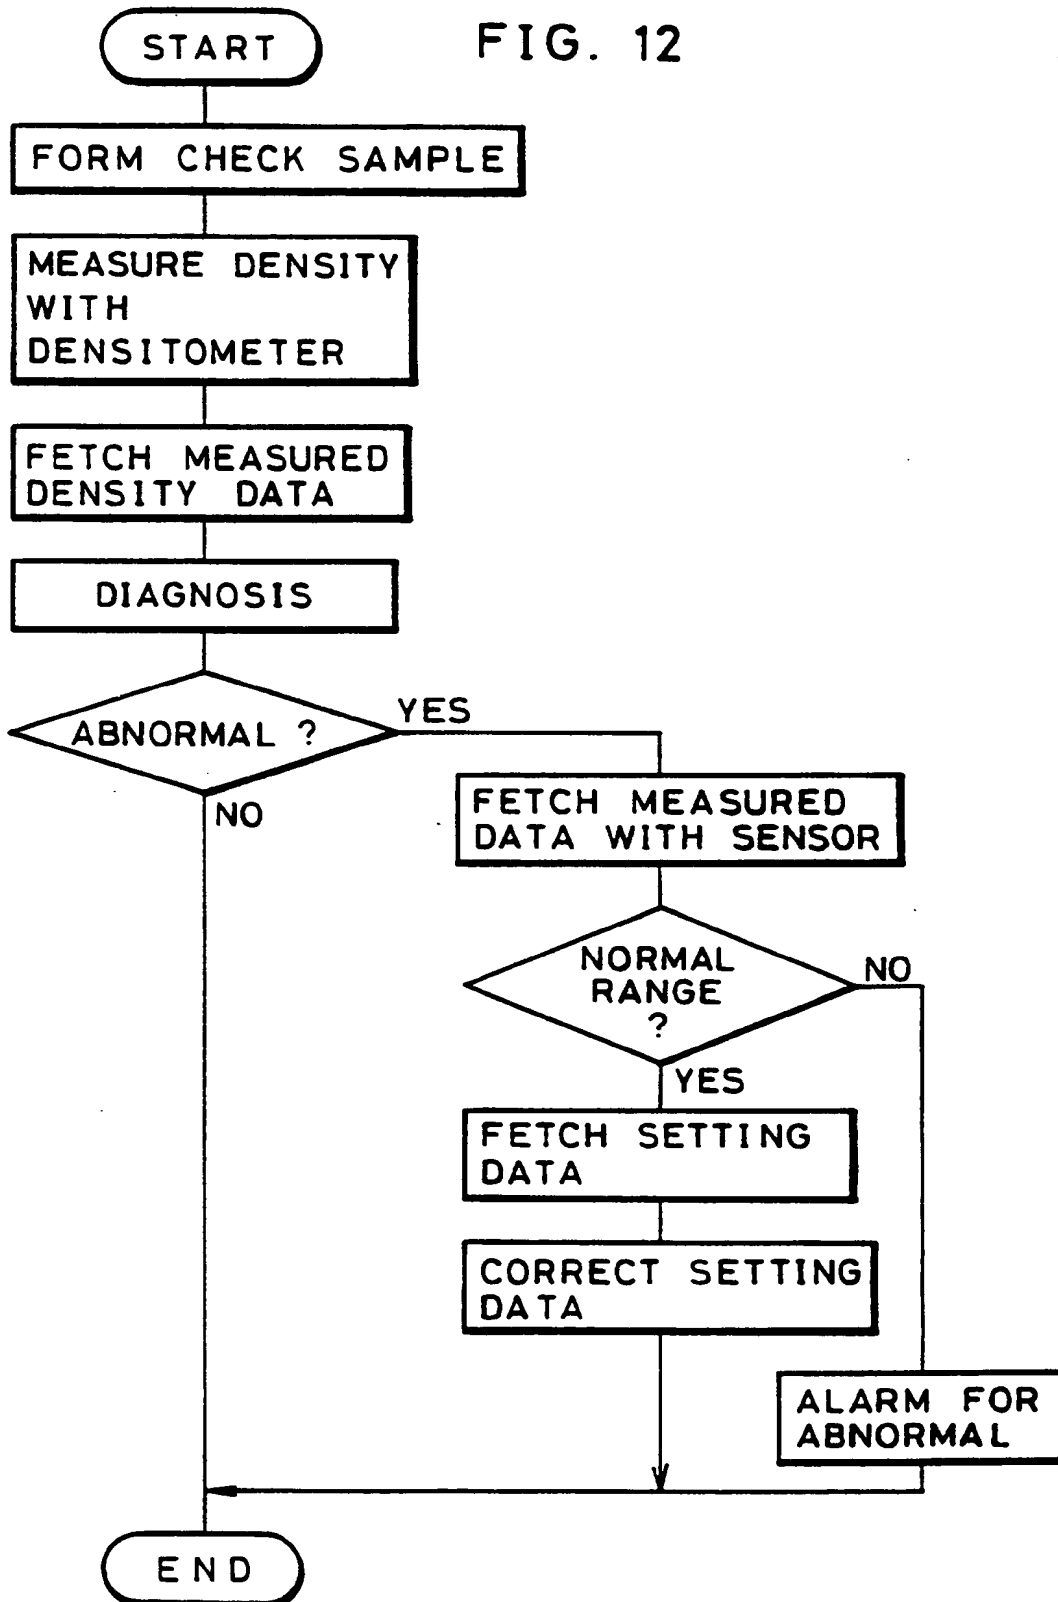 START
FIG. 12
FORM CHECK SAMPLE
MEASURE DENSITY
WITH
DENSITOMETER
FETCH MEASURED
DENSITY DATA
DIAGNOSIS
ABNORMAL ?
YES
NO
FETCH MEASURED
DATA WITH SENSOR
NORMAL
RANGE
?
NO
YES
FETCH SETTING
DATA
CORRECT SETTING
DATA
ALARM FOR
ABNORMAL
END